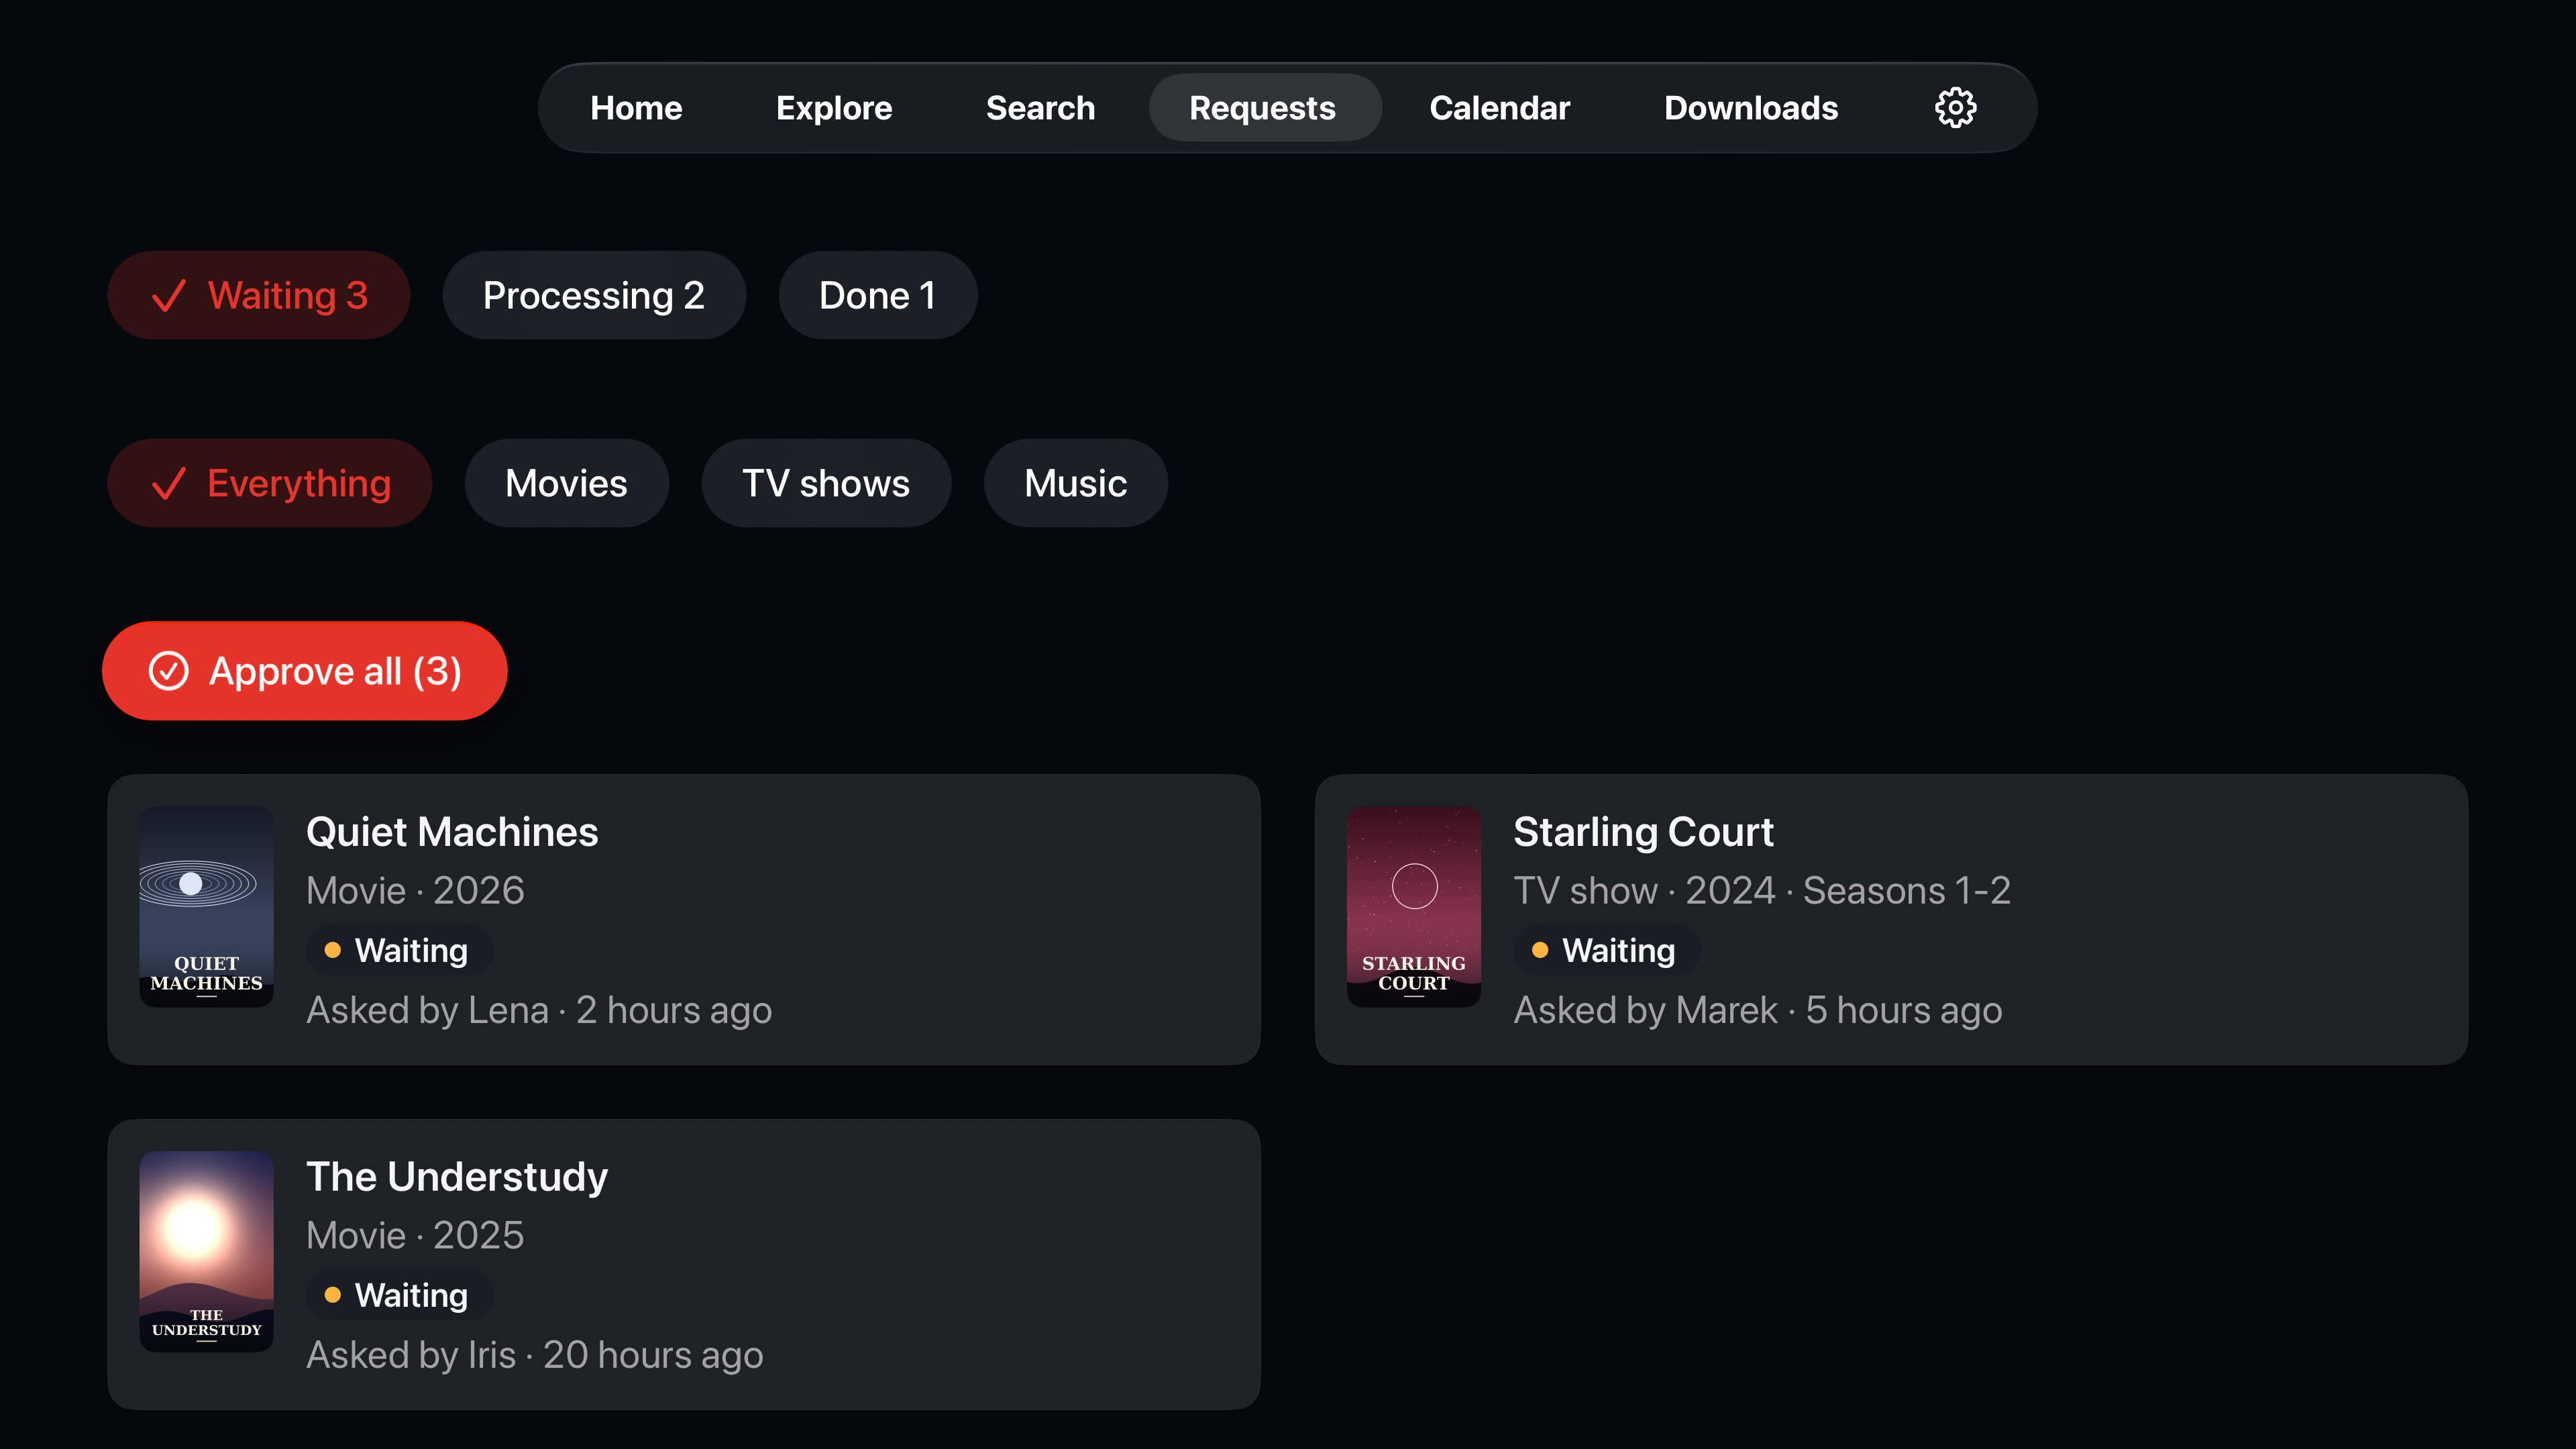 Home Explore Search Requests Calendar Downloads
Waiting 3 Processing 2 Done 1
Everything Movies TV shows Music
Approve all (3)
Quiet Machines
Movie · 2026
Waiting
Asked by Lena · 2 hours ago
QUIET
MACHINES
Starling Court
TV show · 2024 · Seasons 1-2
Waiting
Asked by Marek · 5 hours ago
STARLING
COURT
The Understudy
Movie · 2025
Waiting
Asked by Iris · 20 hours ago
THE
UNDERSTUDY